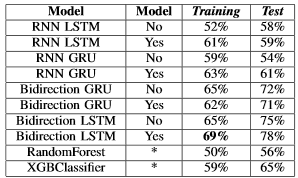 Model Model Training Test
RNN LSTM No 52% 58%
RNN LSTM Yes 61% 59%
RNN GRU No 59% 54%
RNN GRU Yes 63% 61%
Bidirection GRU No 65% 72%
Bidirection GRU Yes 62% 71%
Bidirection LSTM No 65% 75%
Bidirection LSTM Yes 69% 78%
RandomForest * 50% 56%
XGBClassifier * 59% 65%